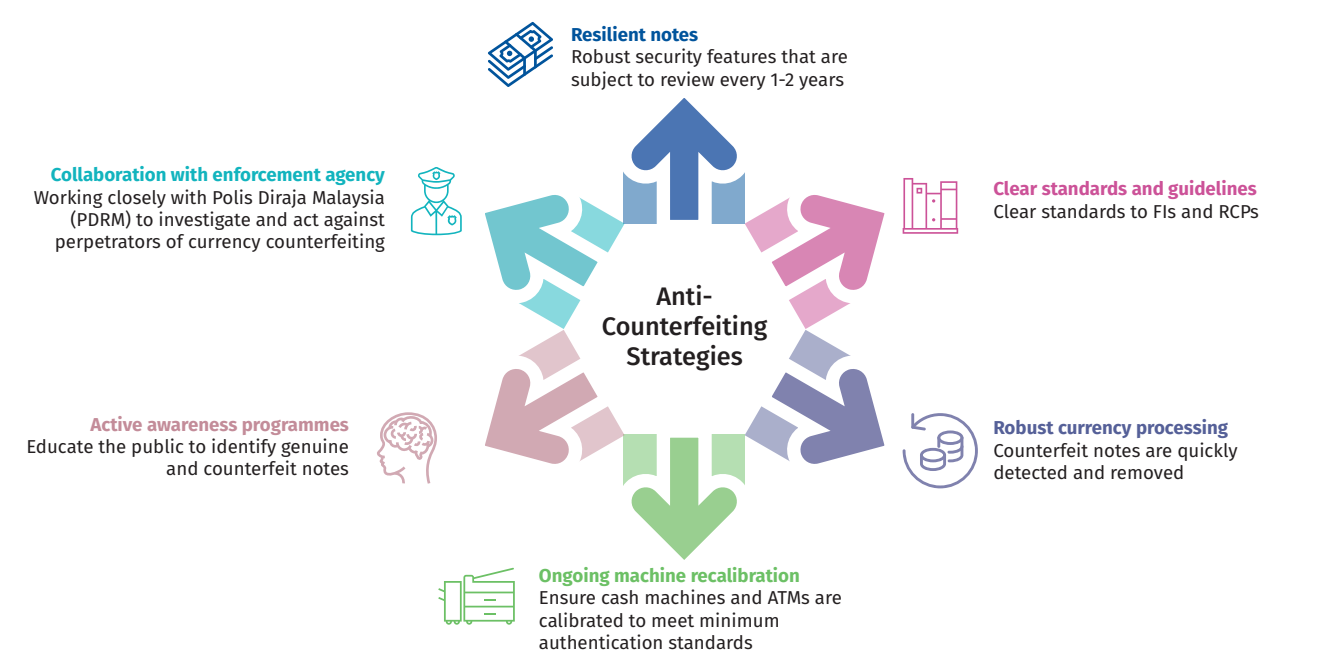 Resilient notes
Robust security features that are
subject to review every 1-2 years
Collaboration with enforcement agency
Working closely with Polis Diraja Malaysia
(PDRM) to investigate and act against
perpetrators of currency counterfeiting
Clear standards and guidelines
Clear standards to FIs and RCPs
Anti-
Counterfeiting
Strategies
Active awareness programmes
Educate the public to identify genuine
and counterfeit notes
Robust currency processing
Counterfeit notes are quickly
detected and removed
Ongoing machine recalibration
Ensure cash machines and ATMs are
calibrated to meet minimum
authentication standards